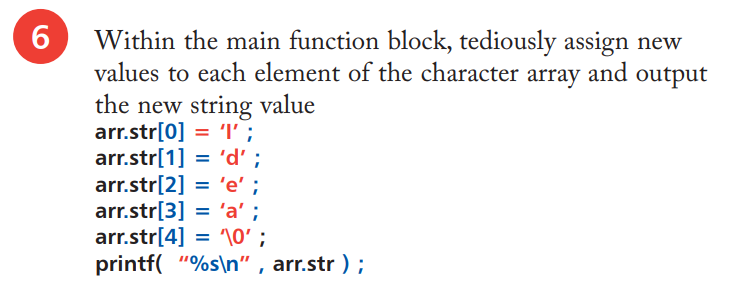 6
Within the main function block, tediously assign new
values to each element of the character array and output
the new string value
arr.str[0] = ‘I’ ;
arr.str[1] = ‘d’ ;
arr.str[2] = ‘e’ ;
arr.str[3] = ‘a’ ;
arr.str[4] = ‘\0’ ;
printf( “%s\n” , arr.str ) ;